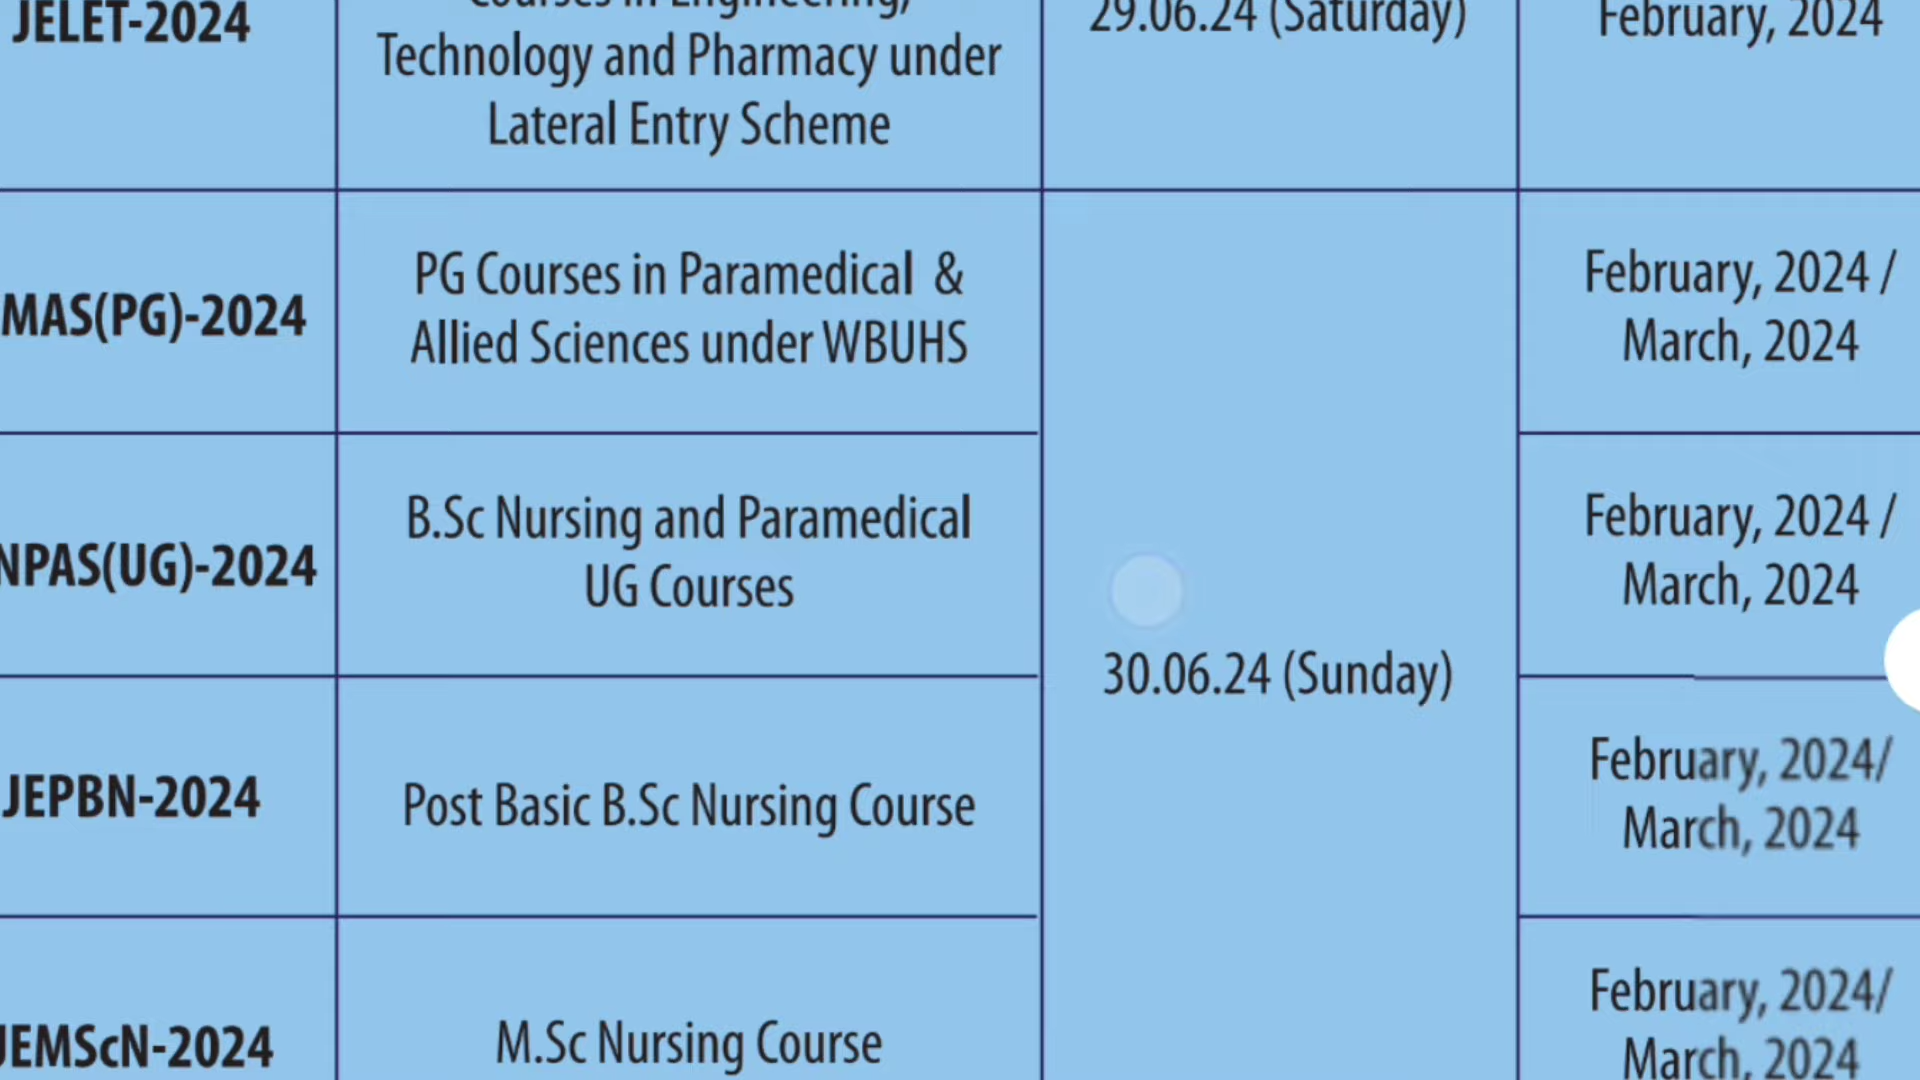 JELET-2024
Courses in Engineering,
Technology and Pharmacy under
Lateral Entry Scheme
29.06.24 (Saturday)
February, 2024
MAS(PG)-2024
PG Courses in Paramedical &
Allied Sciences under WBUHS
February, 2024 /
March, 2024
NPAS(UG)-2024
B.Sc Nursing and Paramedical
UG Courses
February, 2024 /
March, 2024
30.06.24 (Sunday)
JEPBN-2024
Post Basic B.Sc Nursing Course
February, 2024/
March, 2024
JEMScN-2024
M.Sc Nursing Course
February, 2024/
March, 2024